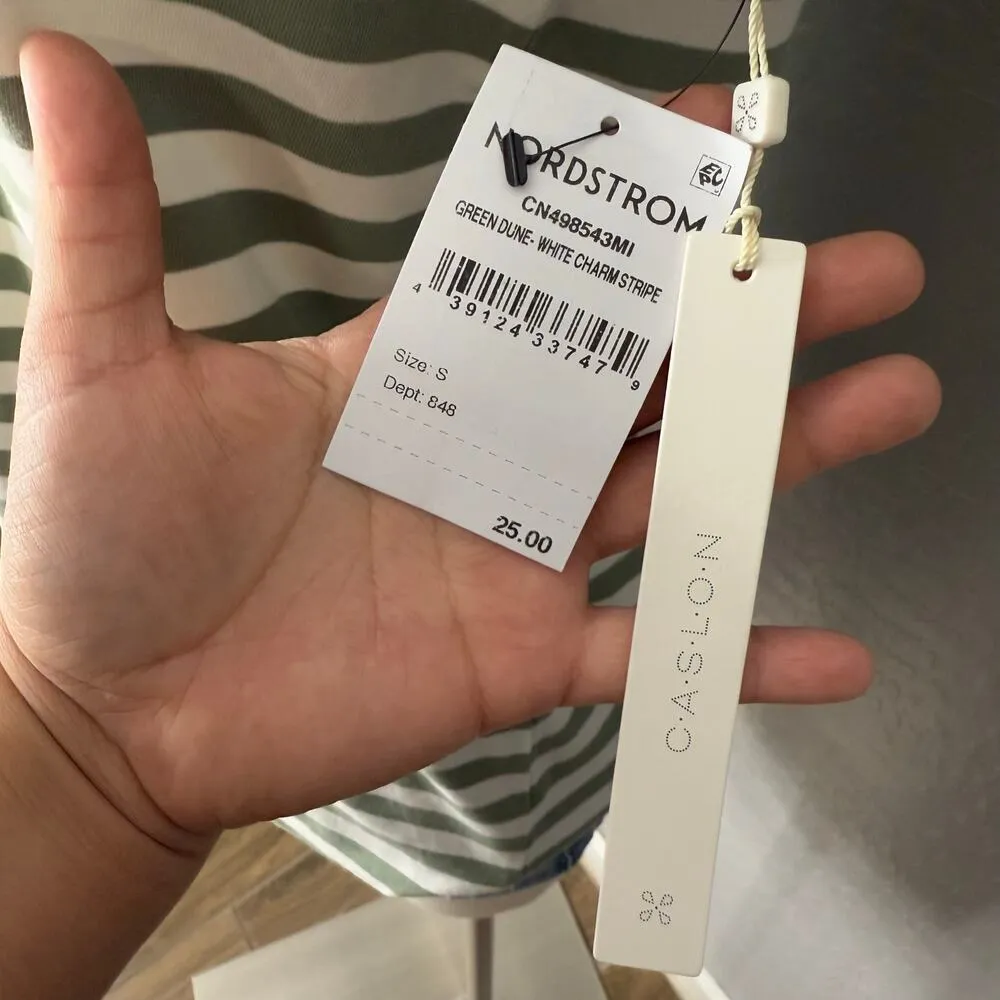 NORDSTROM
CN498543MI
GREEN DUNE- WHITE CHARM STRIPE
4 39124 33747 9
Size: S
Dept: 848
25.00
C·A·S·L·O·N